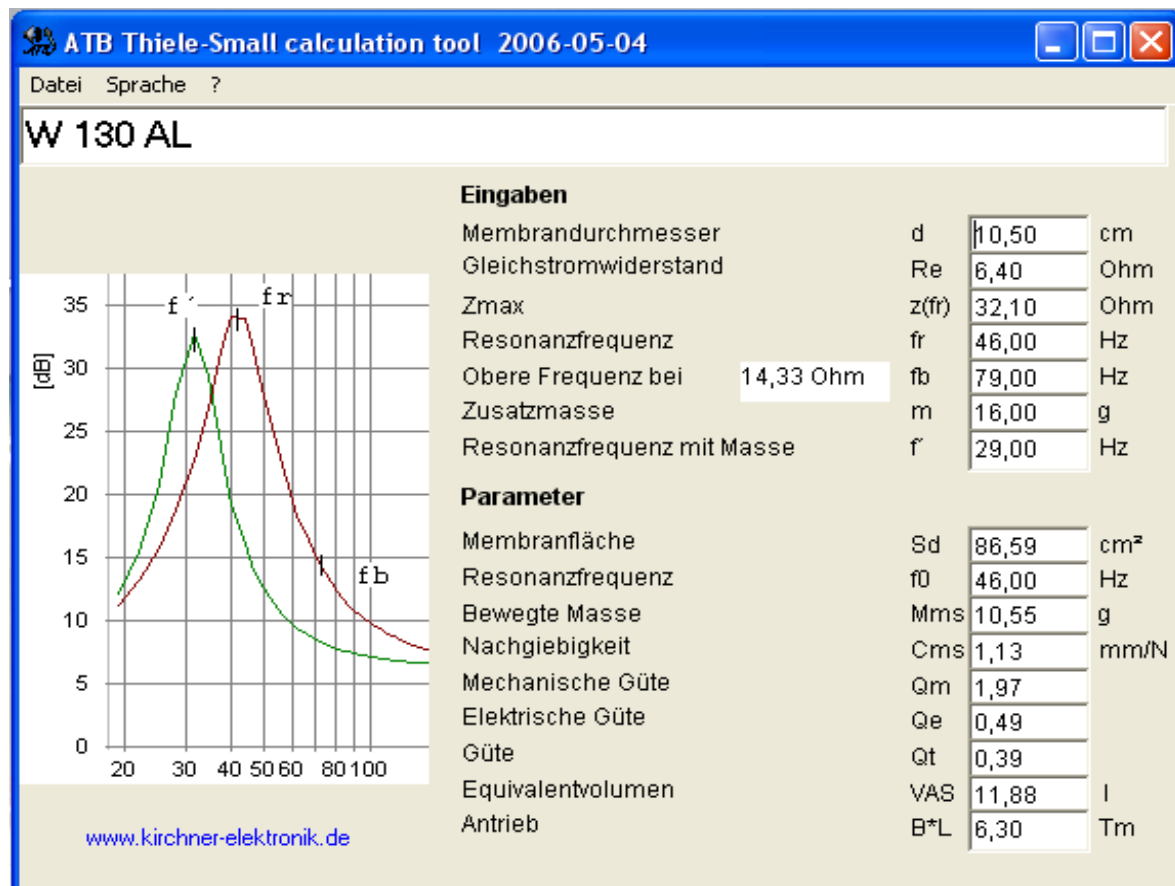 ATB Thiele-Small calculation tool 2006-05-04
Datei Sprache ?
W 130 AL
Eingaben
Membrandurchmesser d 10,50 cm
Gleichstromwiderstand Re 6,40 Ohm
Zmax z(fr) 32,10 Ohm
Resonanzfrequenz fr 46,00 Hz
Obere Frequenz bei 14,33 Ohm fb 79,00 Hz
Zusatzmasse m 16,00 g
Resonanzfrequenz mit Masse f' 29,00 Hz
Parameter
Membranfläche Sd 86,59 cm²
Resonanzfrequenz f0 46,00 Hz
Bewegte Masse Mms 10,55 g
Nachgiebigkeit Cms 1,13 mm/N
Mechanische Güte Qm 1,97
Elektrische Güte Qe 0,49
Güte Qt 0,39
Equivalentvolumen VAS 11,88 l
Antrieb B*L 6,30 Tm
[dB]
35
30
25
20
15
10
5
0
f´ fr
fb
20 30 40 50 60 80 100
www.kirchner-elektronik.de